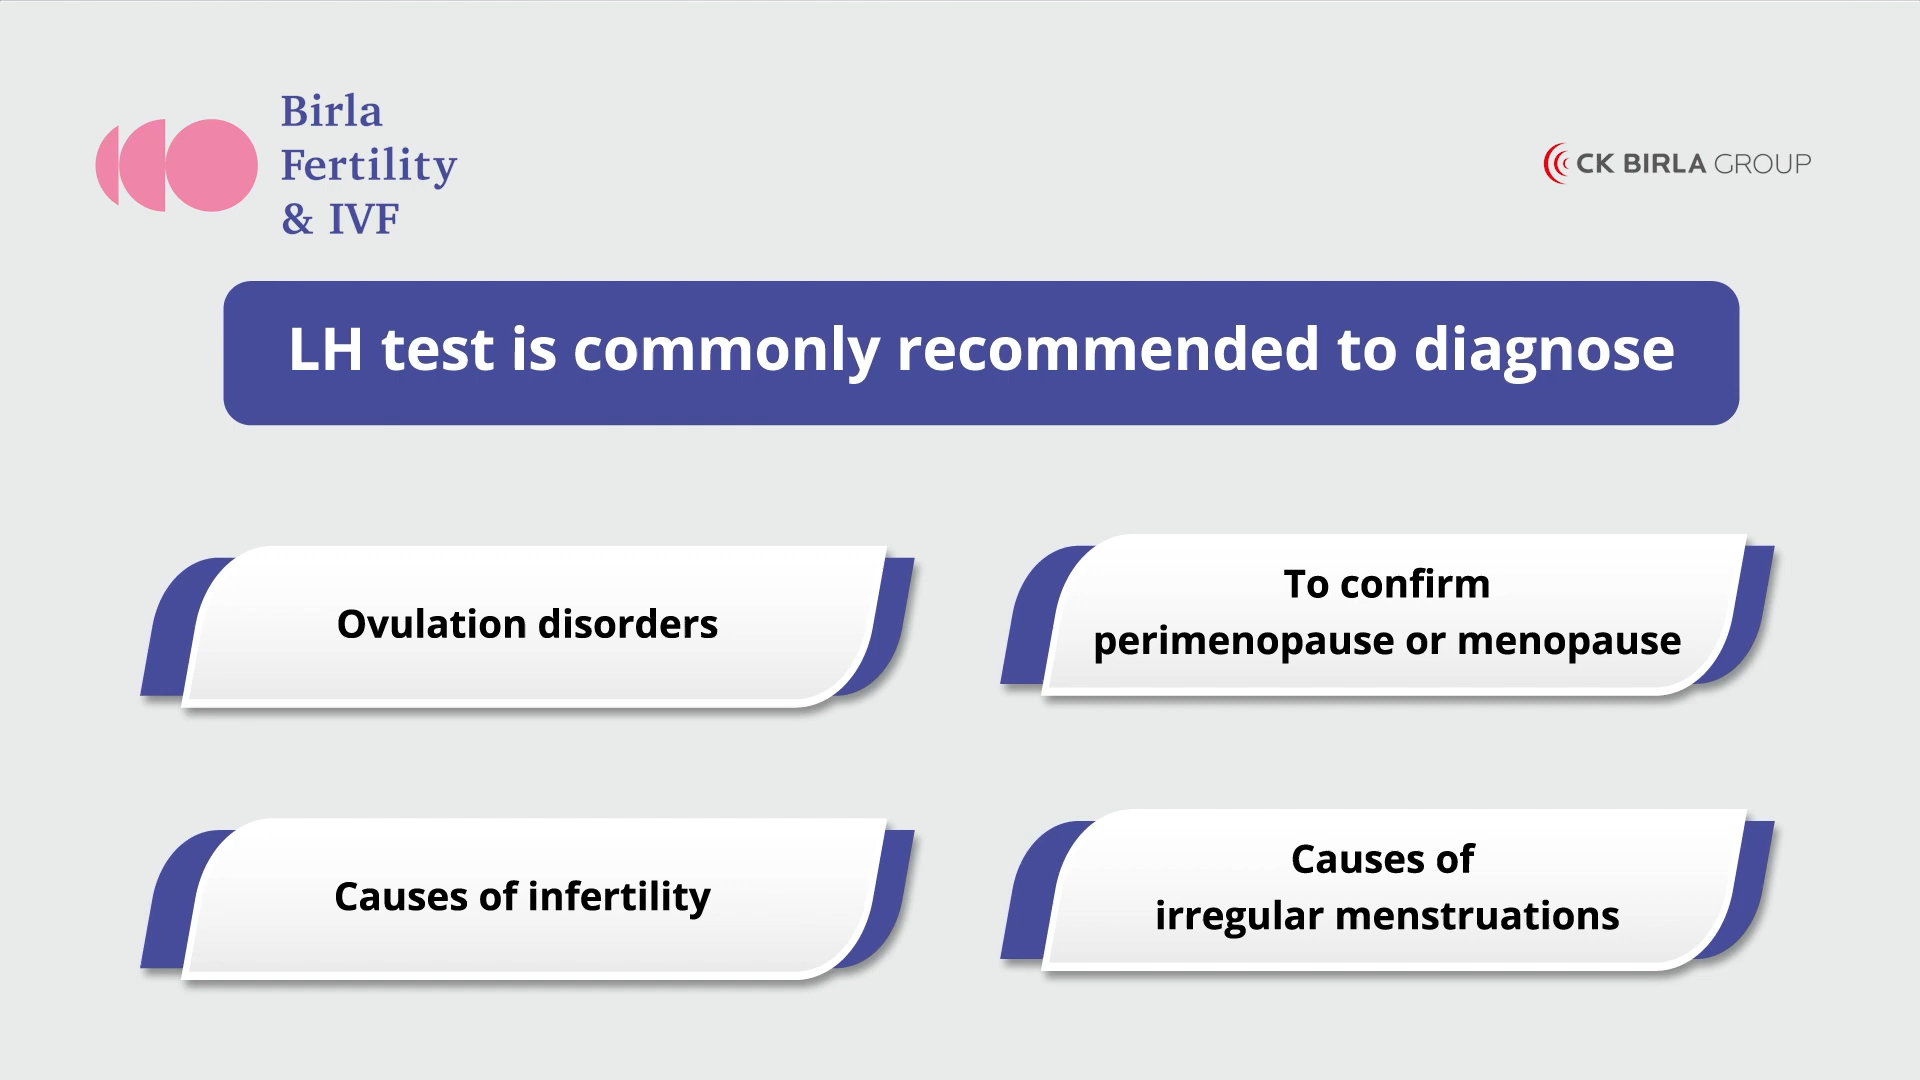 Birla
Fertility
& IVF
CK BIRLA GROUP
LH test is commonly recommended to diagnose
Ovulation disorders
To confirm
perimenopause or menopause
Causes of infertility
Causes of
irregular menstruations